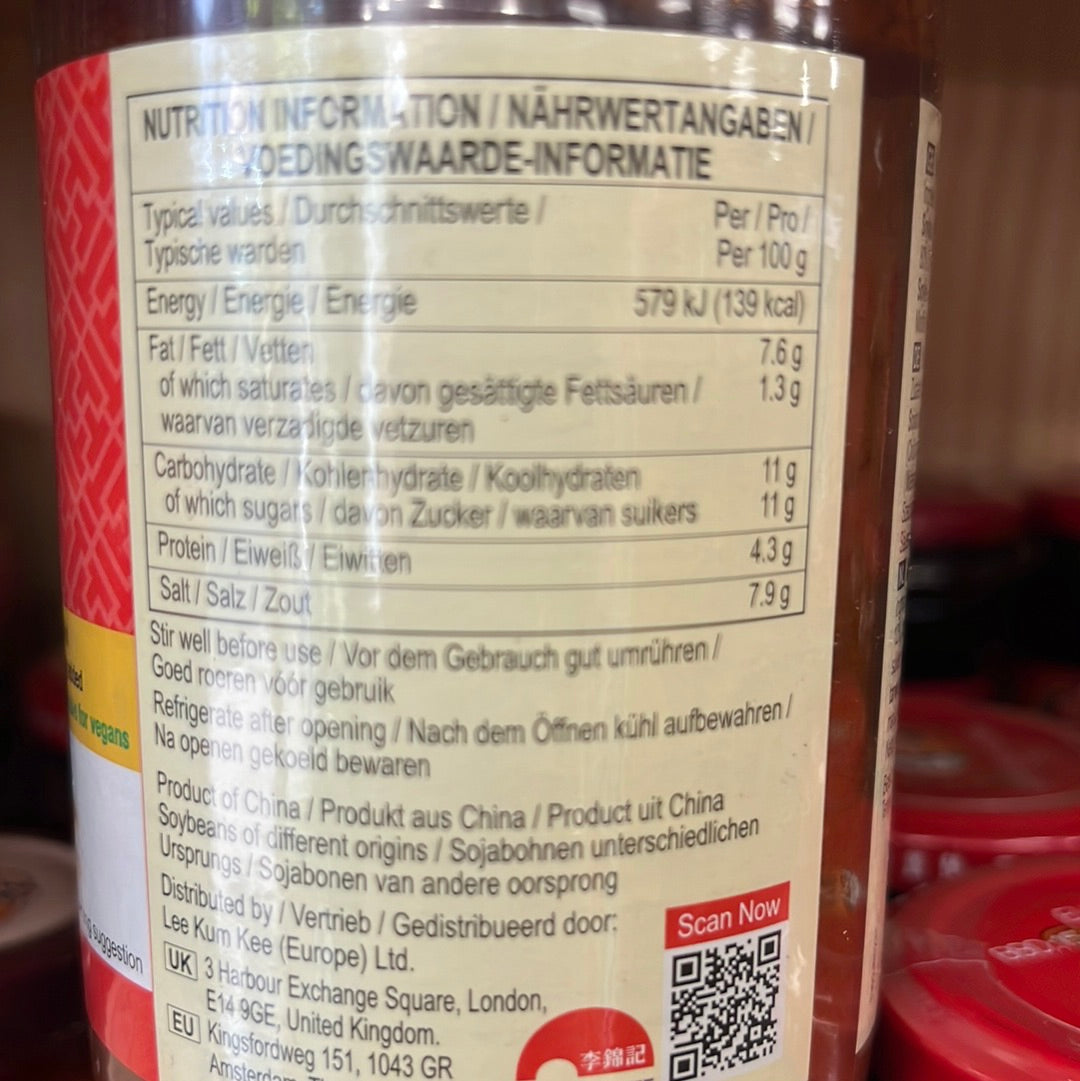 NUTRITION INFORMATION / NÄHRWERTANGABEN /
VOEDINGSWAARDE-INFORMATIE
Typical values / Durchschnittswerte /
Typische warden
Per / Pro /
Per 100 g
Energy / Energie / Energie 579 kJ (139 kcal)
Fat / Fett / Vetten 7.6 g
of which saturates / davon gesättigte Fettsäuren / 1.3 g
waarvan verzadigde vetzuren
Carbohydrate / Kohlenhydrate / Koolhydraten 11 g
of which sugars / davon Zucker / waarvan suikers 11 g
Protein / Eiweiß / Eiwitten 4.3 g
Salt / Salz / Zout 7.9 g
Stir well before use / Vor dem Gebrauch gut umrühren /
Goed roeren vóór gebruik
Refrigerate after opening / Nach dem Öffnen kühl aufbewahren /
Na openen gekoeld bewaren
Product of China / Produkt aus China / Product uit China
Soybeans of different origins / Sojabohnen unterschiedlichen
Ursprungs / Sojabonen van andere oorsprong
Distributed by / Vertrieb / Gedistribueerd door:
Lee Kum Kee (Europe) Ltd.
UK 3 Harbour Exchange Square, London,
E14 9GE, United Kingdom.
EU Kingsfordweg 151, 1043 GR
Scan Now
李錦記
for vegans
suggestion